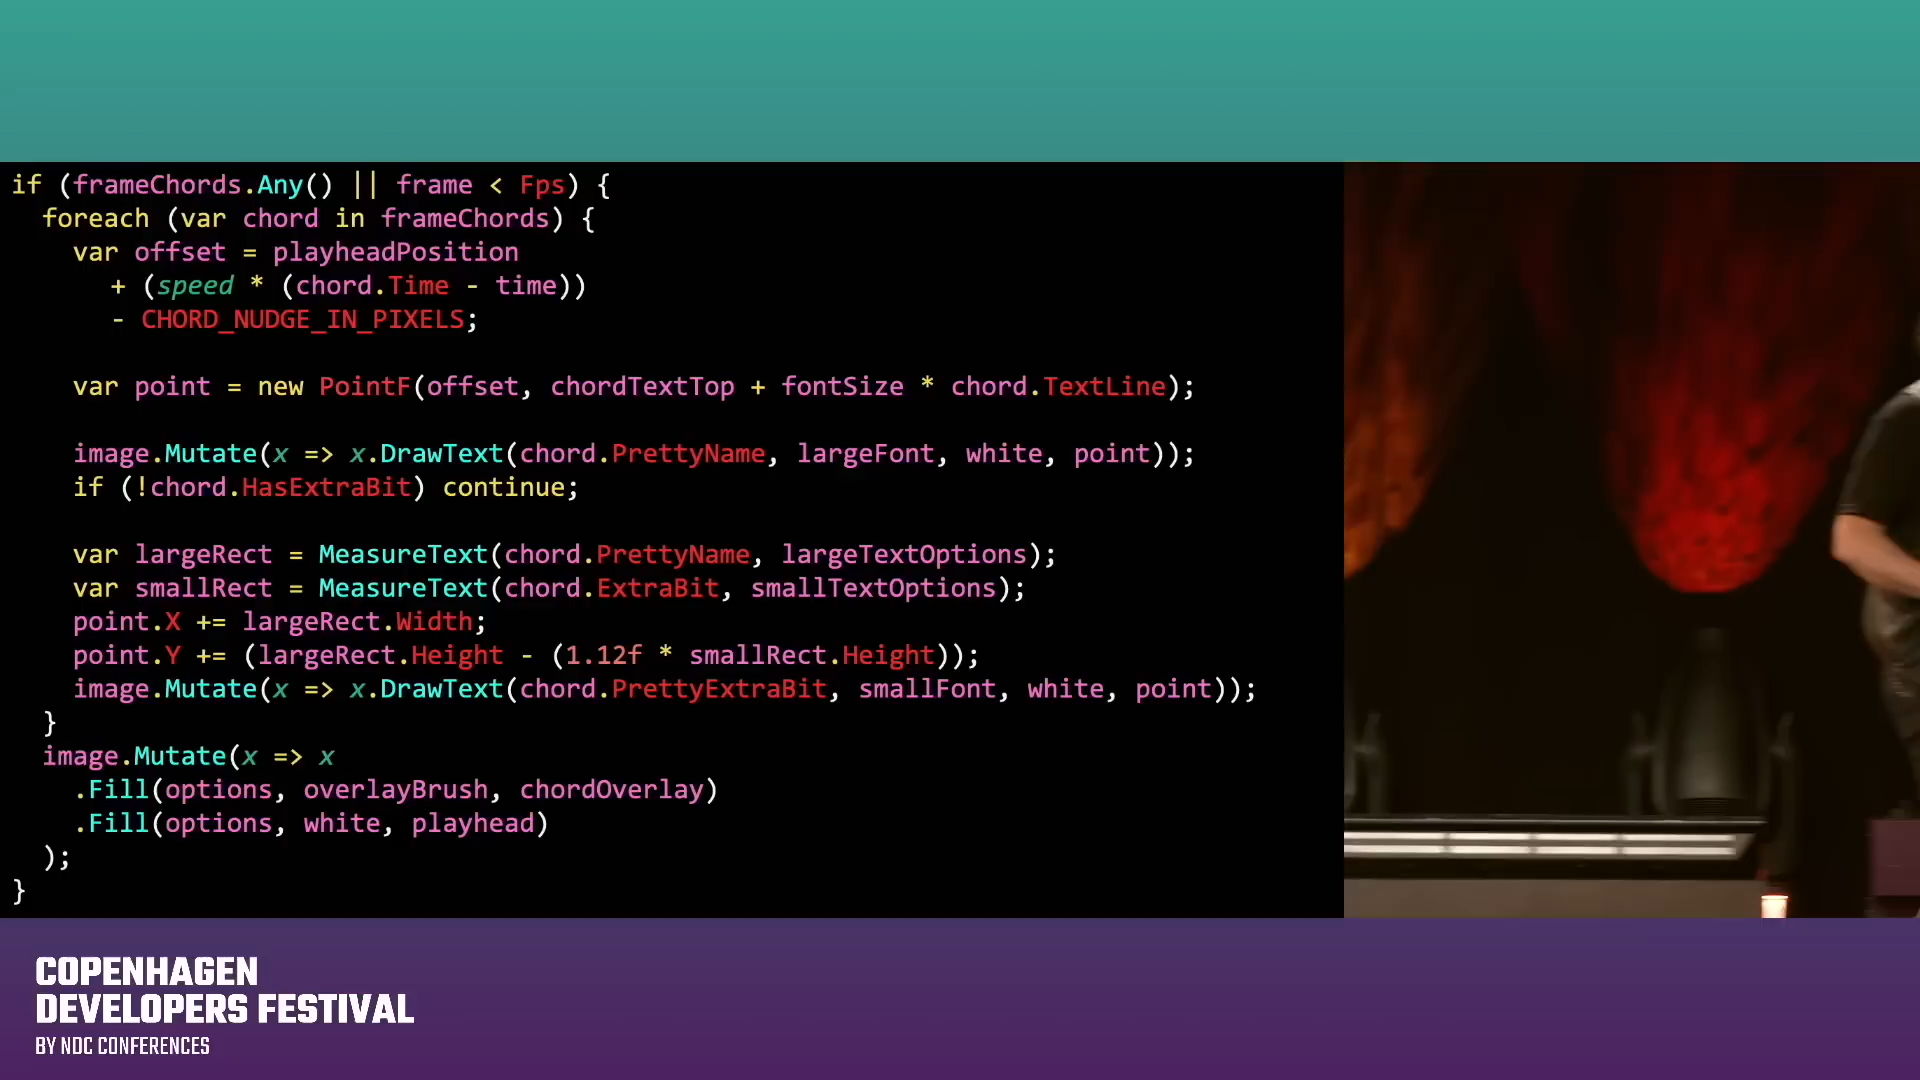 if (frameChords.Any() || frame < Fps) {
  foreach (var chord in frameChords) {
    var offset = playheadPosition
       + (speed * (chord.Time - time))
       - CHORD_NUDGE_IN_PIXELS;
    var point = new PointF(offset, chordTextTop + fontSize * chord.TextLine);
    image.Mutate(x => x.DrawText(chord.PrettyName, largeFont, white, point));
    if (!chord.HasExtraBit) continue;
    var largeRect = MeasureText(chord.PrettyName, largeTextOptions);
    var smallRect = MeasureText(chord.ExtraBit, smallTextOptions);
    point.X += largeRect.Width;
    point.Y += (largeRect.Height - (1.12f * smallRect.Height));
    image.Mutate(x => x.DrawText(chord.PrettyExtraBit, smallFont, white, point));
  }
  image.Mutate(x => x
    .Fill(options, overlayBrush, chordOverlay)
    .Fill(options, white, playhead)
  );
}
COPENHAGEN
DEVELOPERS FESTIVAL
BY NDC CONFERENCES